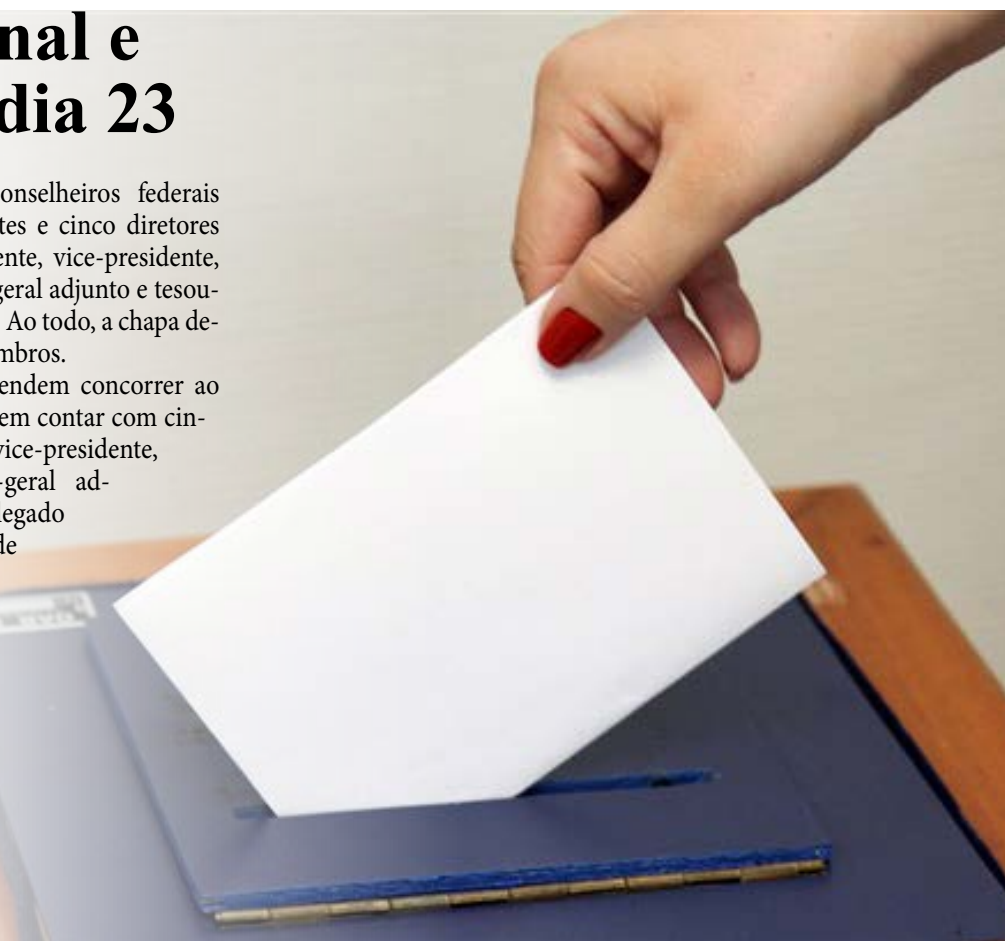 nal e
dia 23
onselheiros federais
tes e cinco diretores
ente, vice-presidente,
geral adjunto e tesou-
Ao todo, a chapa de-
mbros.
endem concorrer ao
em contar com cin-
vice-presidente,
-geral ad-
legado
de